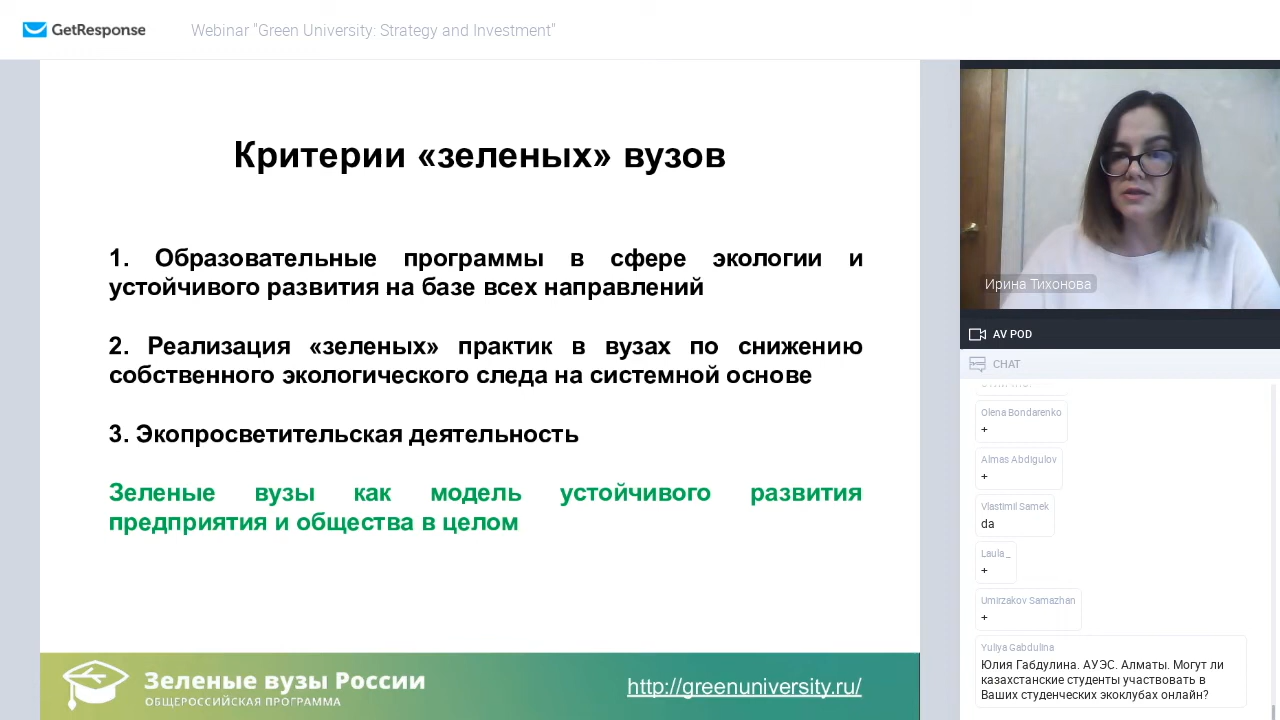 GetResponse
Webinar "Green University: Strategy and Investment"
Критерии «зеленых» вузов
1. Образовательные программы в сфере экологии и
устойчивого развития на базе всех направлений
2. Реализация «зеленых» практик в вузах по снижению
собственного экологического следа на системной основе
3. Экопросветительская деятельность
Зеленые вузы как модель устойчивого развития
предприятия и общества в целом
Зеленые вузы России
ОБЩЕРОССИЙСКАЯ ПРОГРАММА
http://greenuniversity.ru/
Ирина Тихонова
AV POD
CHAT
Olena Bondarenko
+
Almas Abdigulov
+
Vlastimil Samek
da
Laula _
+
Umirzakov Samazhan
+
Yuliya Gabdulina
Юлия Габдулина. АУЭС. Алматы. Могут ли
казахстанские студенты участвовать в
Ваших студенческих экоклубах онлайн?